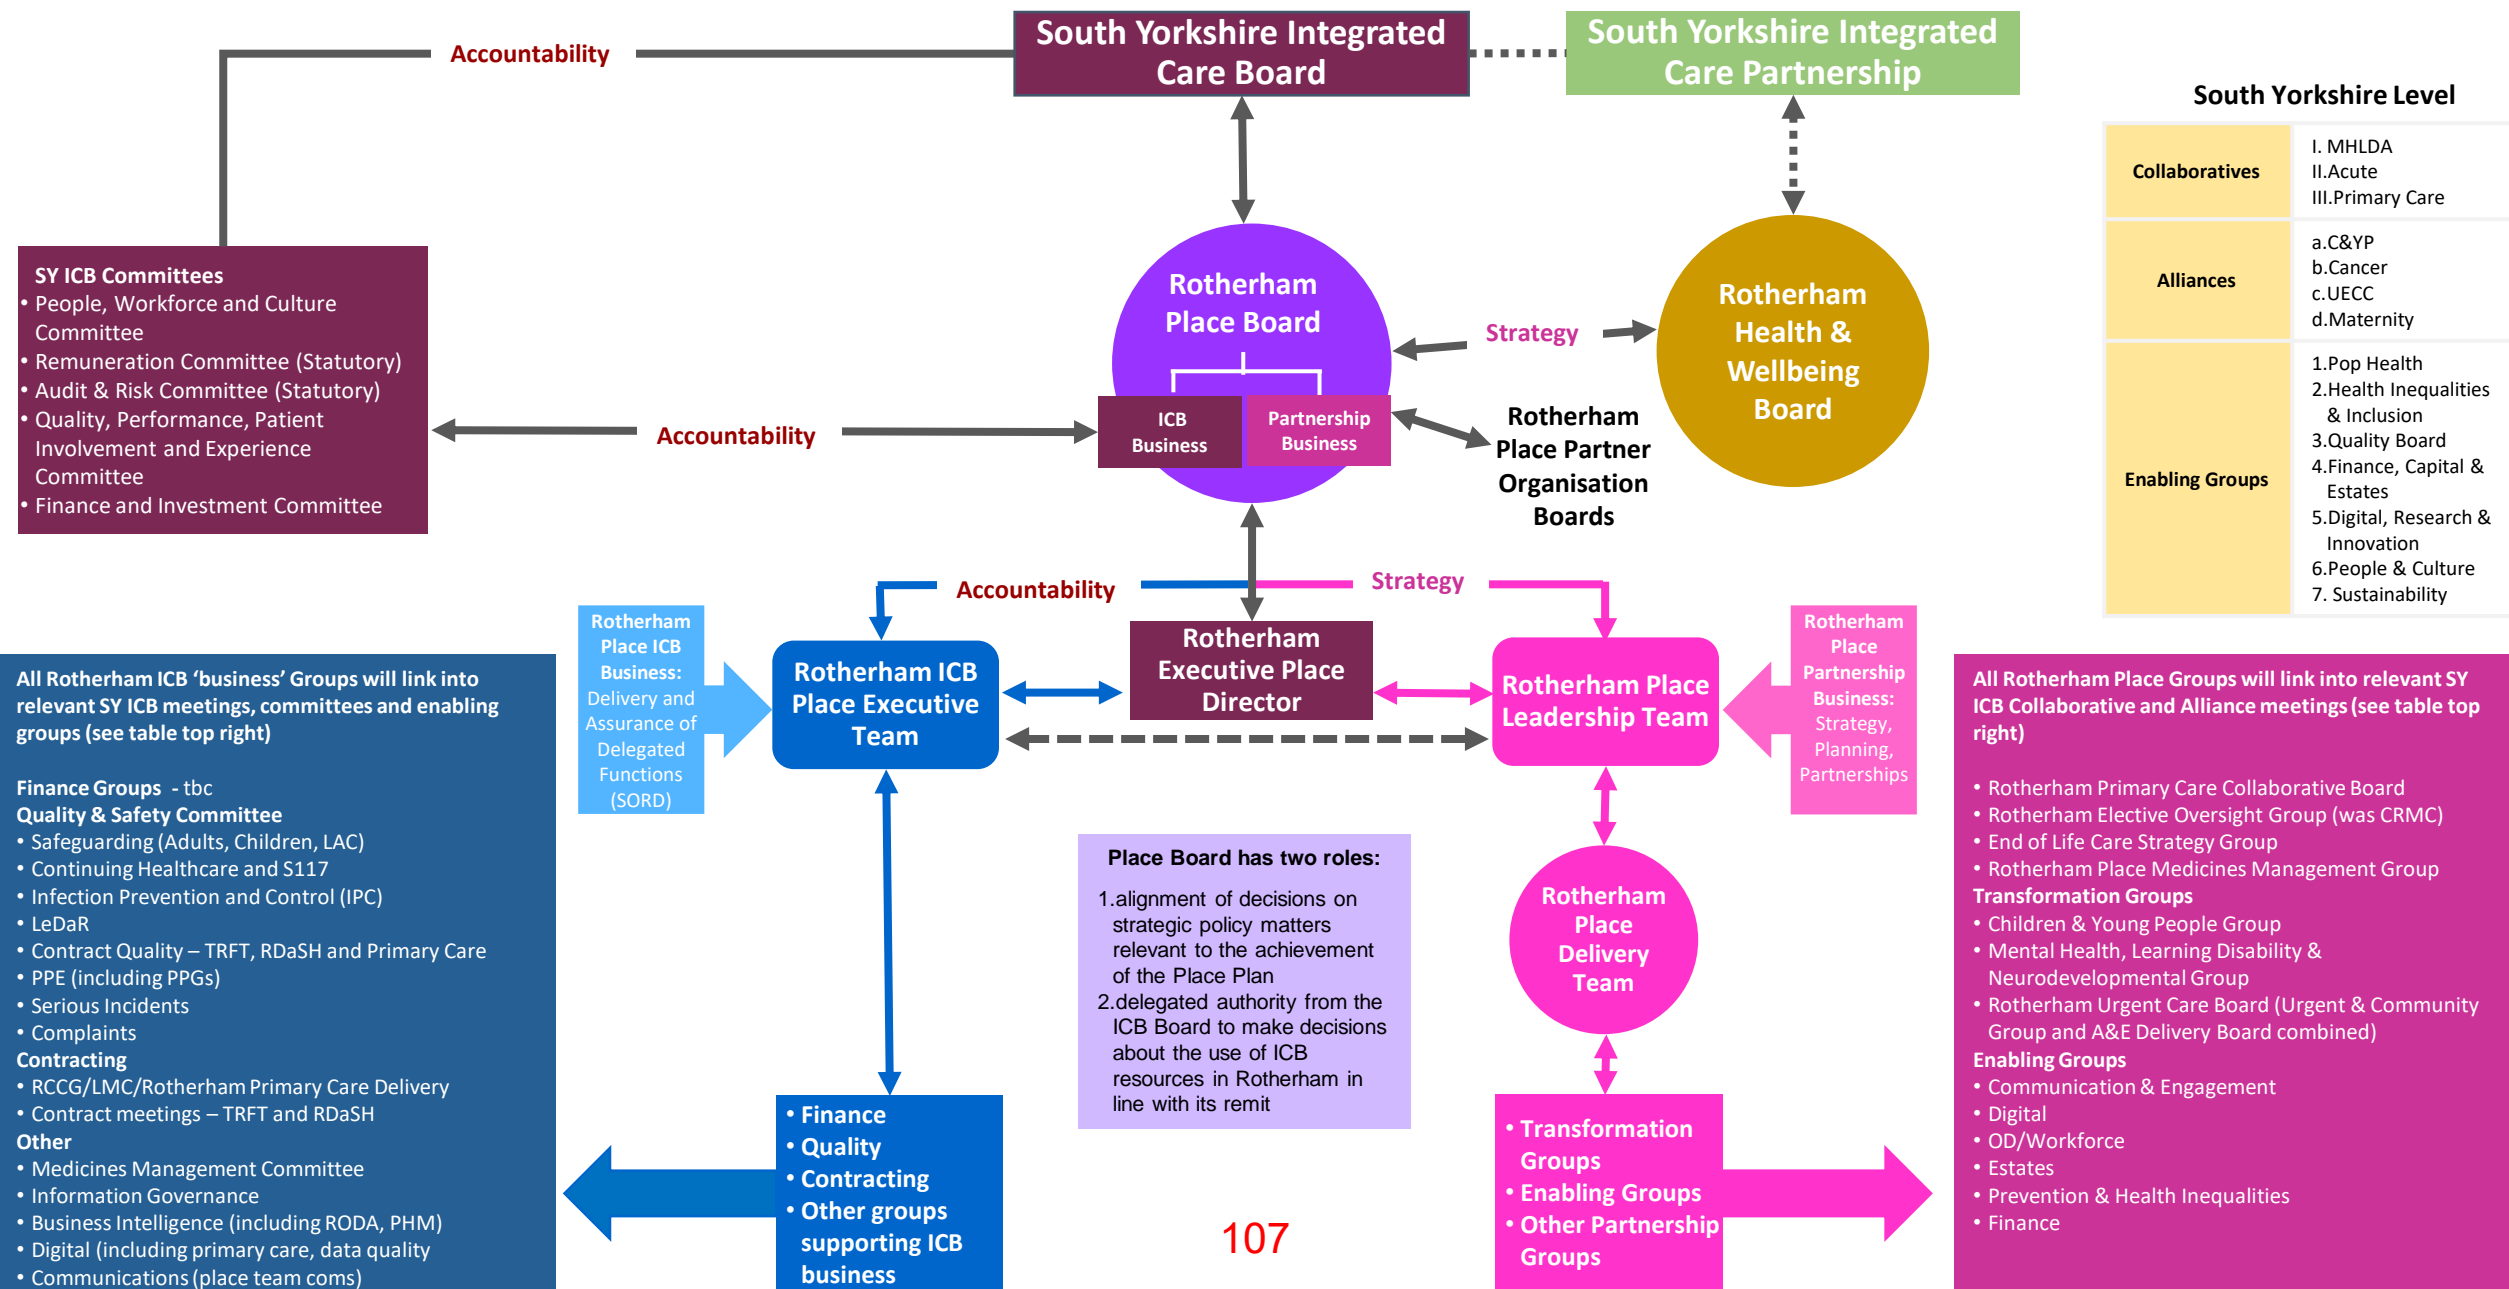 South Yorkshire Integrated
Care Board
South Yorkshire Integrated
Care Partnership
Accountability
South Yorkshire Level
Collaboratives
I. MHLDA
II.Acute
III.Primary Care
Alliances
a.C&YP
b.Cancer
c.UECC
d.Maternity
Enabling Groups
1.Pop Health
2.Health Inequalities
& Inclusion
3.Quality Board
4.Finance, Capital &
Estates
5.Digital, Research &
Innovation
6.People & Culture
7. Sustainability
SY ICB Committees
• People, Workforce and Culture
Committee
• Remuneration Committee (Statutory)
• Audit & Risk Committee (Statutory)
• Quality, Performance, Patient
Involvement and Experience
Committee
• Finance and Investment Committee
Accountability
Rotherham
Place Board
ICB
Business
Partnership
Business
Strategy
Rotherham
Health &
Wellbeing
Board
Rotherham
Place Partner
Organisation
Boards
Accountability
Strategy
Rotherham
Place ICB
Business:
Delivery and
Assurance of
Delegated
Functions
(SORD)
Rotherham ICB
Place Executive
Team
Rotherham
Executive Place
Director
Rotherham Place
Leadership Team
Rotherham
Place
Partnership
Business:
Strategy,
Planning,
Partnerships
All Rotherham ICB ‘business’ Groups will link into
relevant SY ICB meetings, committees and enabling
groups (see table top right)
Finance Groups - tbc
Quality & Safety Committee
• Safeguarding (Adults, Children, LAC)
• Continuing Healthcare and S117
• Infection Prevention and Control (IPC)
• LeDaR
• Contract Quality – TRFT, RDaSH and Primary Care
• PPE (including PPGs)
• Serious Incidents
• Complaints
Contracting
• RCCG/LMC/Rotherham Primary Care Delivery
• Contract meetings – TRFT and RDaSH
Other
• Medicines Management Committee
• Information Governance
• Business Intelligence (including RODA, PHM)
• Digital (including primary care, data quality
• Communications (place team coms)
• Finance
• Quality
• Contracting
• Other groups
supporting ICB
business
Place Board has two roles:
1.alignment of decisions on
strategic policy matters
relevant to the achievement
of the Place Plan
2.delegated authority from the
ICB Board to make decisions
about the use of ICB
resources in Rotherham in
line with its remit
107
Rotherham
Place
Delivery
Team
• Transformation
Groups
• Enabling Groups
• Other Partnership
Groups
All Rotherham Place Groups will link into relevant SY
ICB Collaborative and Alliance meetings (see table top
right)
• Rotherham Primary Care Collaborative Board
• Rotherham Elective Oversight Group (was CRMC)
• End of Life Care Strategy Group
• Rotherham Place Medicines Management Group
Transformation Groups
• Children & Young People Group
• Mental Health, Learning Disability &
Neurodevelopmental Group
• Rotherham Urgent Care Board (Urgent & Community
Group and A&E Delivery Board combined)
Enabling Groups
• Communication & Engagement
• Digital
• OD/Workforce
• Estates
• Prevention & Health Inequalities
• Finance